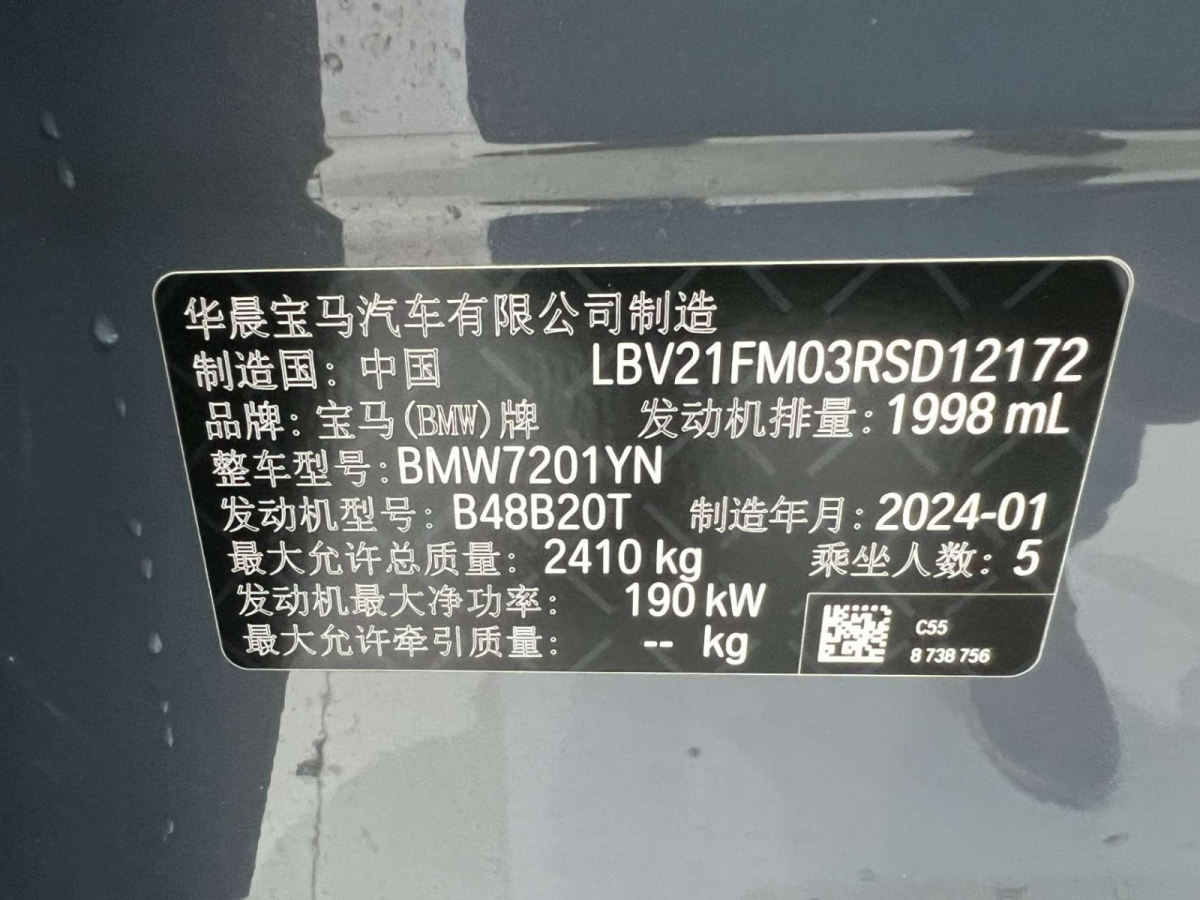 华晨宝马汽车有限公司制造
制造国：中国 LBV21FM03RSD12172
品牌：宝马(BMW)牌 发动机排量：1998 mL
整车型号：BMW7201YN
发动机型号：B48B20T 制造年月：2024-01
最大允许总质量：2410 kg 乘坐人数：5
发动机最大净功率：190 kW
最大允许牵引质量：-- kg
C55
8 738 756